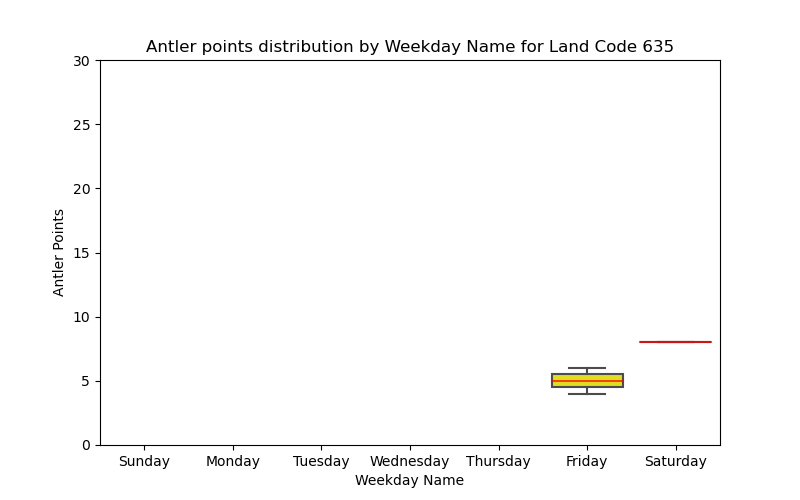 Antler points distribution by Weekday Name for Land Code 635
30
25
20
15
10
5
0
Antler Points
Sunday Monday Tuesday Wednesday Thursday Friday Saturday
Weekday Name